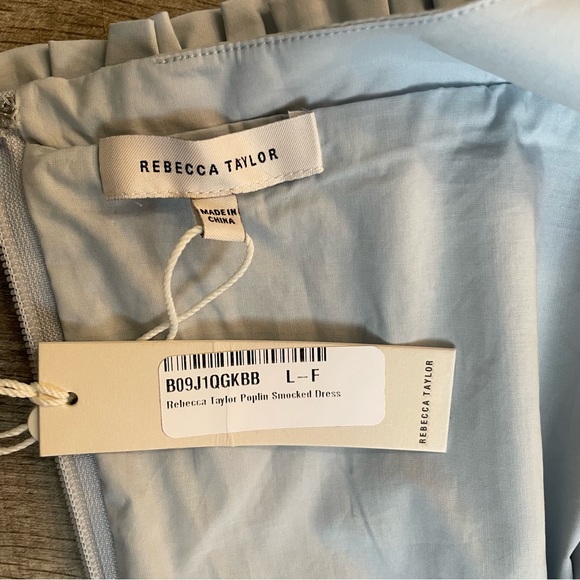 REBECCA TAYLOR
MADE IN
CHINA
B09J1QGKBB L-F
Rebecca Taylor Poplin Smocked Dress
REBECCA TAYLOR